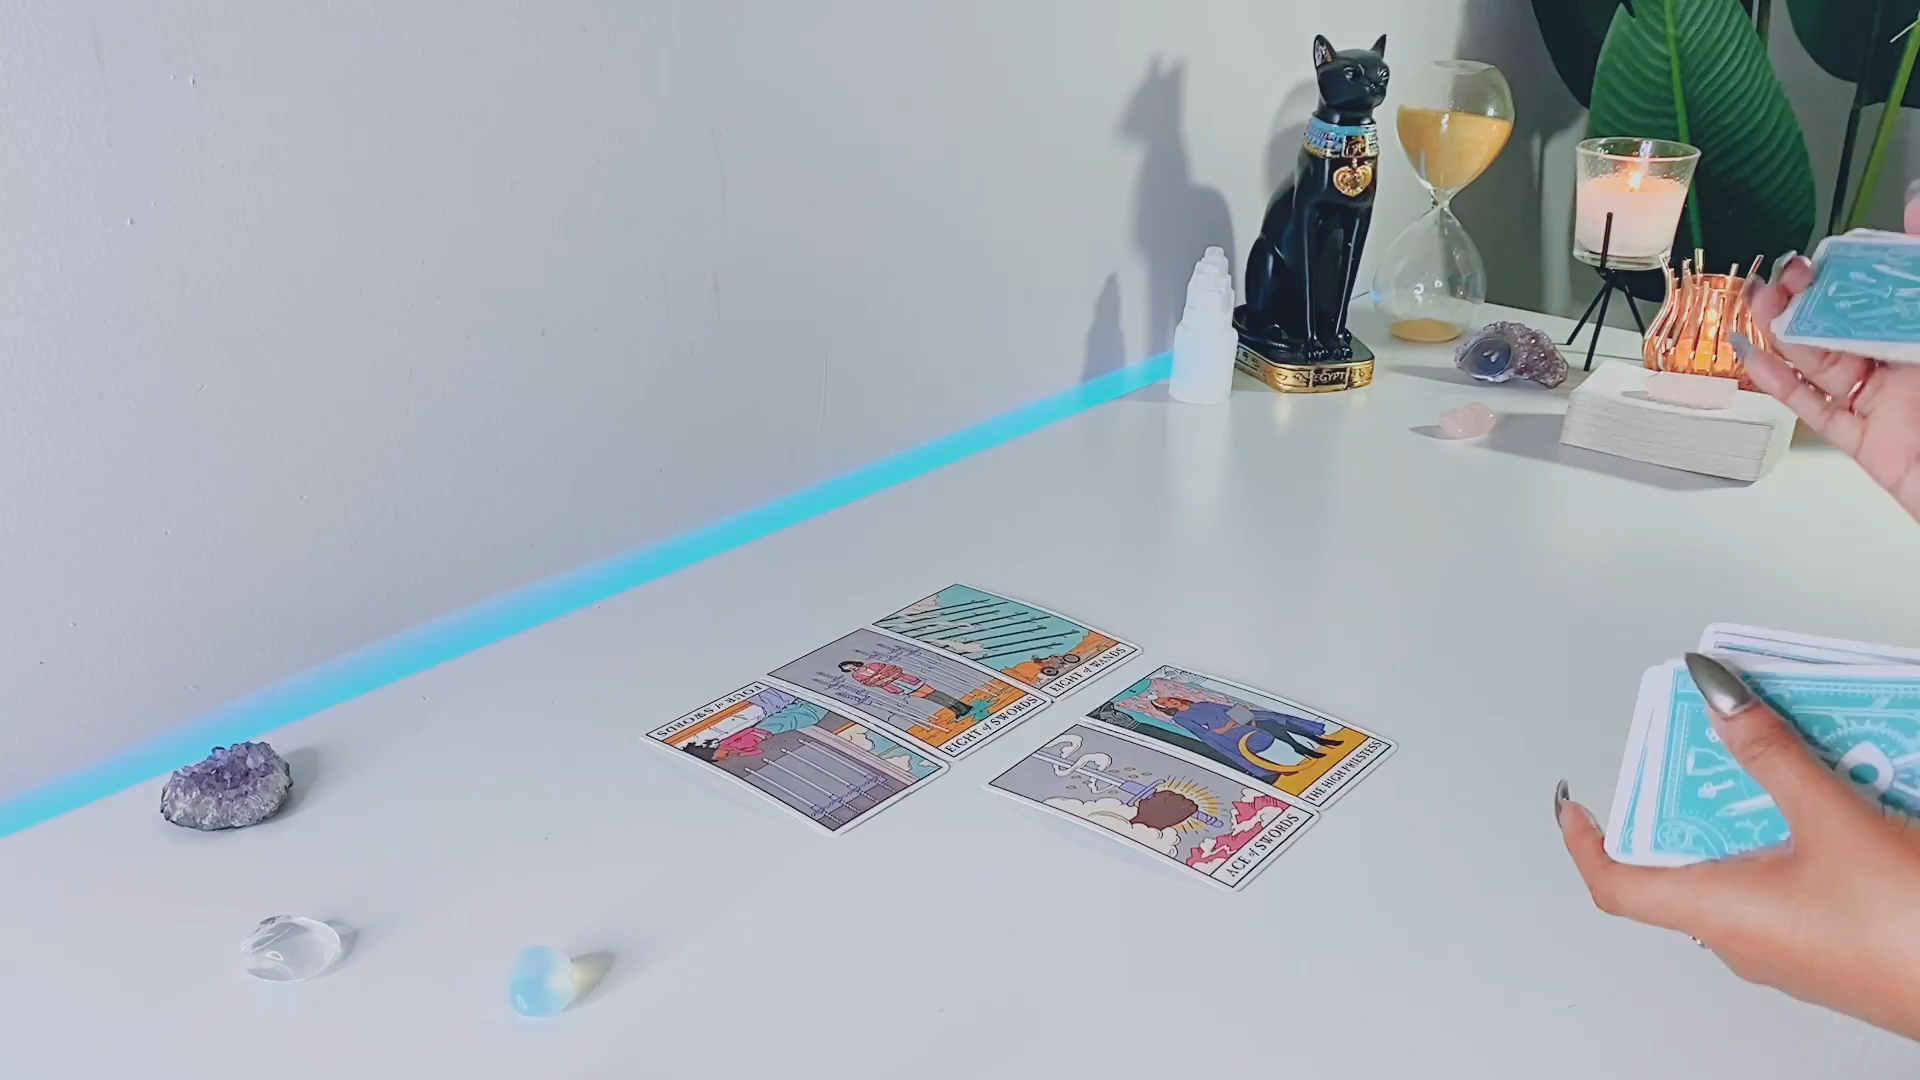 EGYPT
EIGHT of WANDS
EIGHT of SWORDS
FOUR of SWORDS
THE HIGH PRIESTESS
ACE of SWORDS